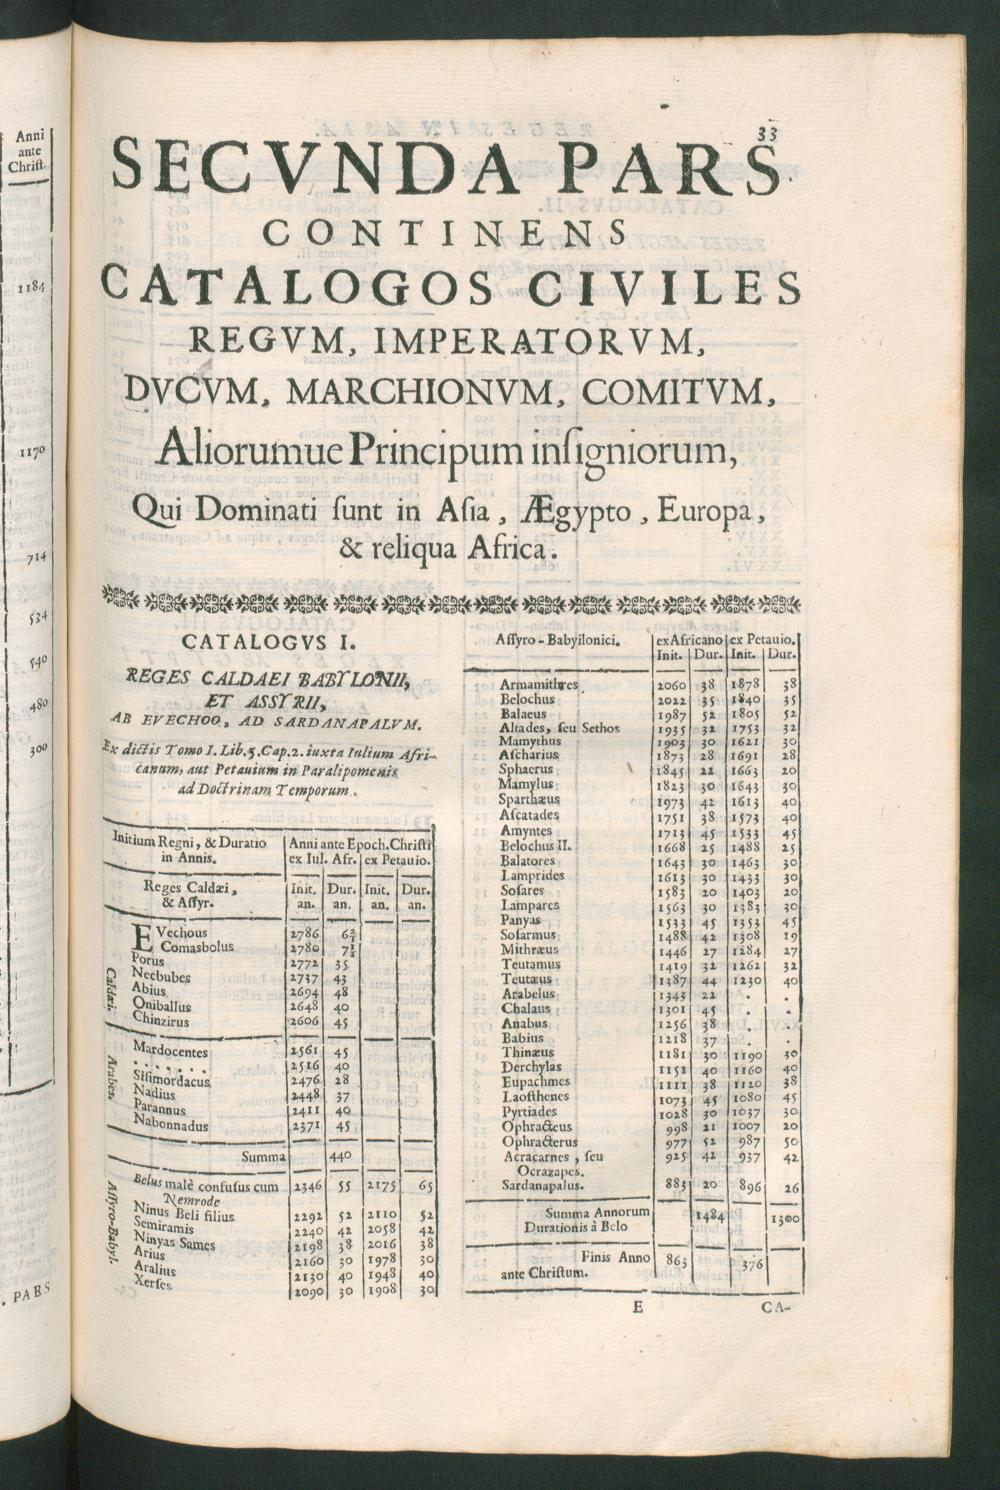 Anni
ante
Christ.
1184
1170
714
534
540
480
300
. PARS
33
SECVNDA PARS
CONTINENS
CATALOGOS CIVILES
REGVM, IMPERATORVM,
DVCVM, MARCHIONVM, COMITVM,
Aliorumue Principum insigniorum,
Qui Dominati sunt in Asia, Ægypto, Europa,
& reliqua Africa.
CATALOGVS I.
REGES CALDAEI BABYLONII,
ET ASSYRII,
AB EVECHOO, AD SARDANAPALVM.
Ex dictis Tomo I. Lib.5.Cap.2. iuxta Iulium Afri-
canum, aut Petauium in Paralipomenis
ad Doctrinam Temporum.
Initium Regni, & Duratio Anni ante Epoch.Christi
in Annis. ex Iul. Afr. ex Petauio.
Reges Caldæi, Init. Dur. Init. Dur.
& Assyr. an. an. an. an.
Caldæi.
EVechous 2786 6⅔
Comasbolus 2780 7½
Porus 2772 35
Necbubes 2737 43
Abius 2694 48
Oniballus 2648 40
Chinzirus 2606 45
Arabes.
Mardocentes 2561 45
. . . . . . . 2516 40
Sisimordacus 2476 28
Nadius 2448 37
Parannus 2411 40
Nabonnadus 2371 45
Summa 440
Assyro-Babyl.
Belus malè confusus cum 2346 55 2175 65
Nemrode
Ninus Beli filius 2292 52 2110 52
Semiramis 2240 42 2058 42
Ninyas Sames 2198 38 2016 38
Arius 2160 30 1978 30
Aralius 2130 40 1948 40
Xerses 2090 30 1908 30
Assyro-Babyilonici. ex Africano ex Petauio.
Init. Dur. Init. Dur.
Armamithres 2060 38 1878 38
Belochus 2022 35 1840 35
Balaeus 1987 52 1805 52
Altades, seu Sethos 1935 32 1753 32
Mamythus 1903 30 1621 30
Ascharius 1873 28 1691 28
Sphaerus 1845 22 1663 20
Mamylus 1823 30 1643 30
Sparthæus 1973 42 1613 40
Ascatades 1751 38 1573 40
Amyntes 1713 45 1533 45
Belochus II. 1668 25 1488 25
Balatores 1643 30 1463 30
Lamprides 1613 30 1433 30
Sosares 1583 20 1403 20
Lampares 1563 30 1383 30
Panyas 1533 45 1353 45
Sosarmus 1488 42 1308 19
Mithræus 1446 27 1284 27
Teutamus 1419 32 1262 32
Teutæus 1387 44 1230 40
Arabelus 1343 22 . .
Chalaus 1301 45 . .
Anabus 1256 38 . .
Babius 1218 37 . .
Thinæus 1181 30 1190 30
Derchylas 1151 40 1160 40
Eupachmes 1111 38 1120 38
Laosthenes 1073 45 1080 45
Pyrtiades 1028 30 1037 30
Ophracteus 998 21 1007 20
Ophracterus 977 52 987 50
Acracarnes, seu 925 42 937 42
Ocrazapes.
Sardanapalus. 883 20 896 26
Summa Annorum 1484 1300
Durationis à Belo
Finis Anno 863 376
ante Christum.
E CA-